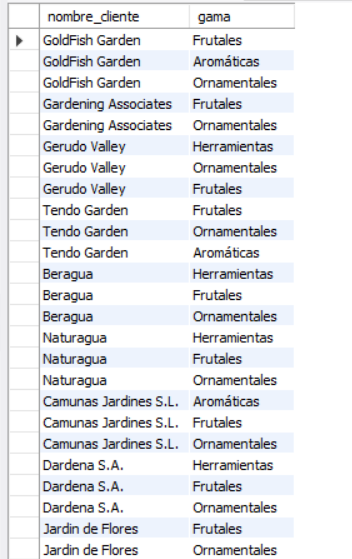 nombre_cliente gama
GoldFish Garden Frutales
GoldFish Garden Aromáticas
GoldFish Garden Ornamentales
Gardening Associates Frutales
Gardening Associates Ornamentales
Gerudo Valley Herramientas
Gerudo Valley Ornamentales
Gerudo Valley Frutales
Tendo Garden Frutales
Tendo Garden Ornamentales
Tendo Garden Aromáticas
Beragua Herramientas
Beragua Frutales
Beragua Ornamentales
Naturagua Herramientas
Naturagua Frutales
Naturagua Ornamentales
Camunas Jardines S.L. Aromáticas
Camunas Jardines S.L. Frutales
Camunas Jardines S.L. Ornamentales
Dardena S.A. Herramientas
Dardena S.A. Frutales
Dardena S.A. Ornamentales
Jardin de Flores Frutales
Jardin de Flores Ornamentales